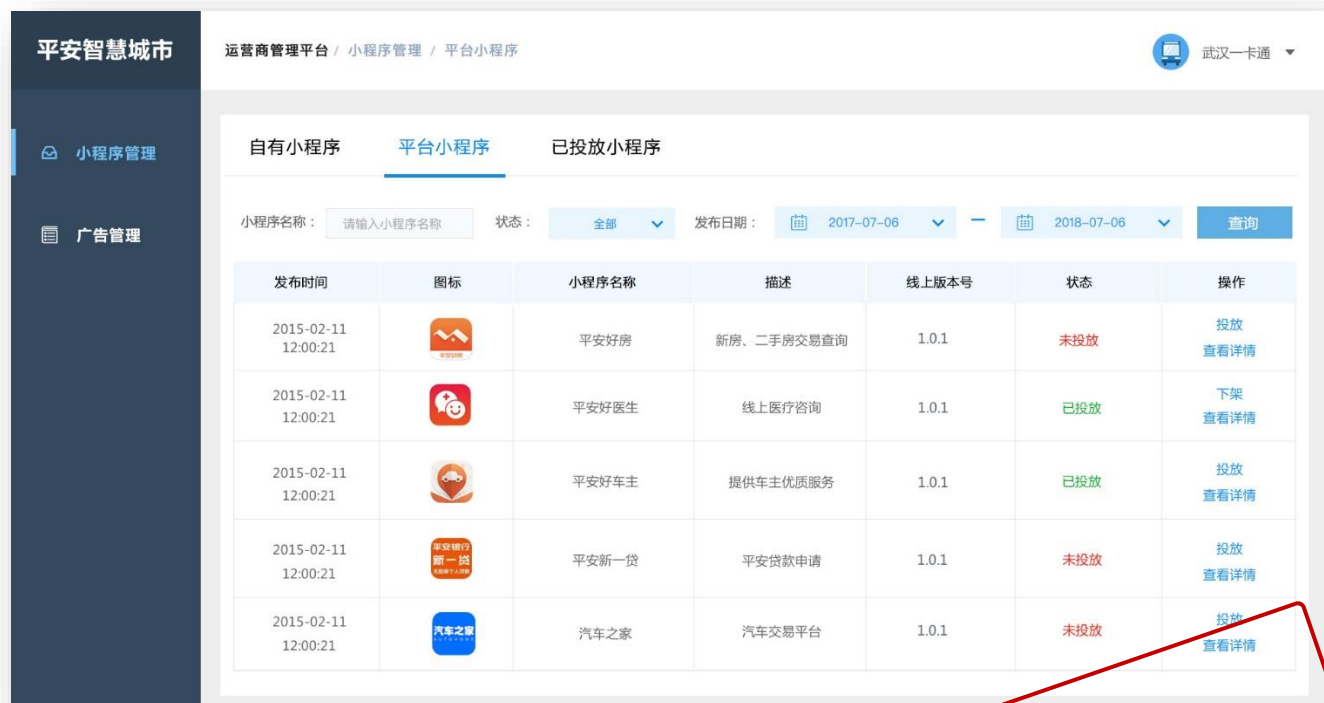 平安智慧城市
运营商管理平台 / 小程序管理 / 平台小程序
武汉一卡通
小程序管理
广告管理
自有小程序 平台小程序 已投放小程序
小程序名称： 请输入小程序名称 状态： 全部 发布日期： 2017-07-06 — 2018-07-06 查询
发布时间 图标 小程序名称 描述 线上版本号 状态 操作
2015-02-11
12:00:21
平安好房 新房、二手房交易查询 1.0.1 未投放
投放
查看详情
2015-02-11
12:00:21
平安好医生 线上医疗咨询 1.0.1 已投放
下架
查看详情
2015-02-11
12:00:21
平安好车主 提供车主优质服务 1.0.1 已投放
投放
查看详情
2015-02-11
12:00:21
平安银行
新一贷
平安新一贷 平安贷款申请 1.0.1 未投放
投放
查看详情
2015-02-11
12:00:21
汽车之家
AUTOHOME
汽车之家 汽车交易平台 1.0.1 未投放
投放
查看详情